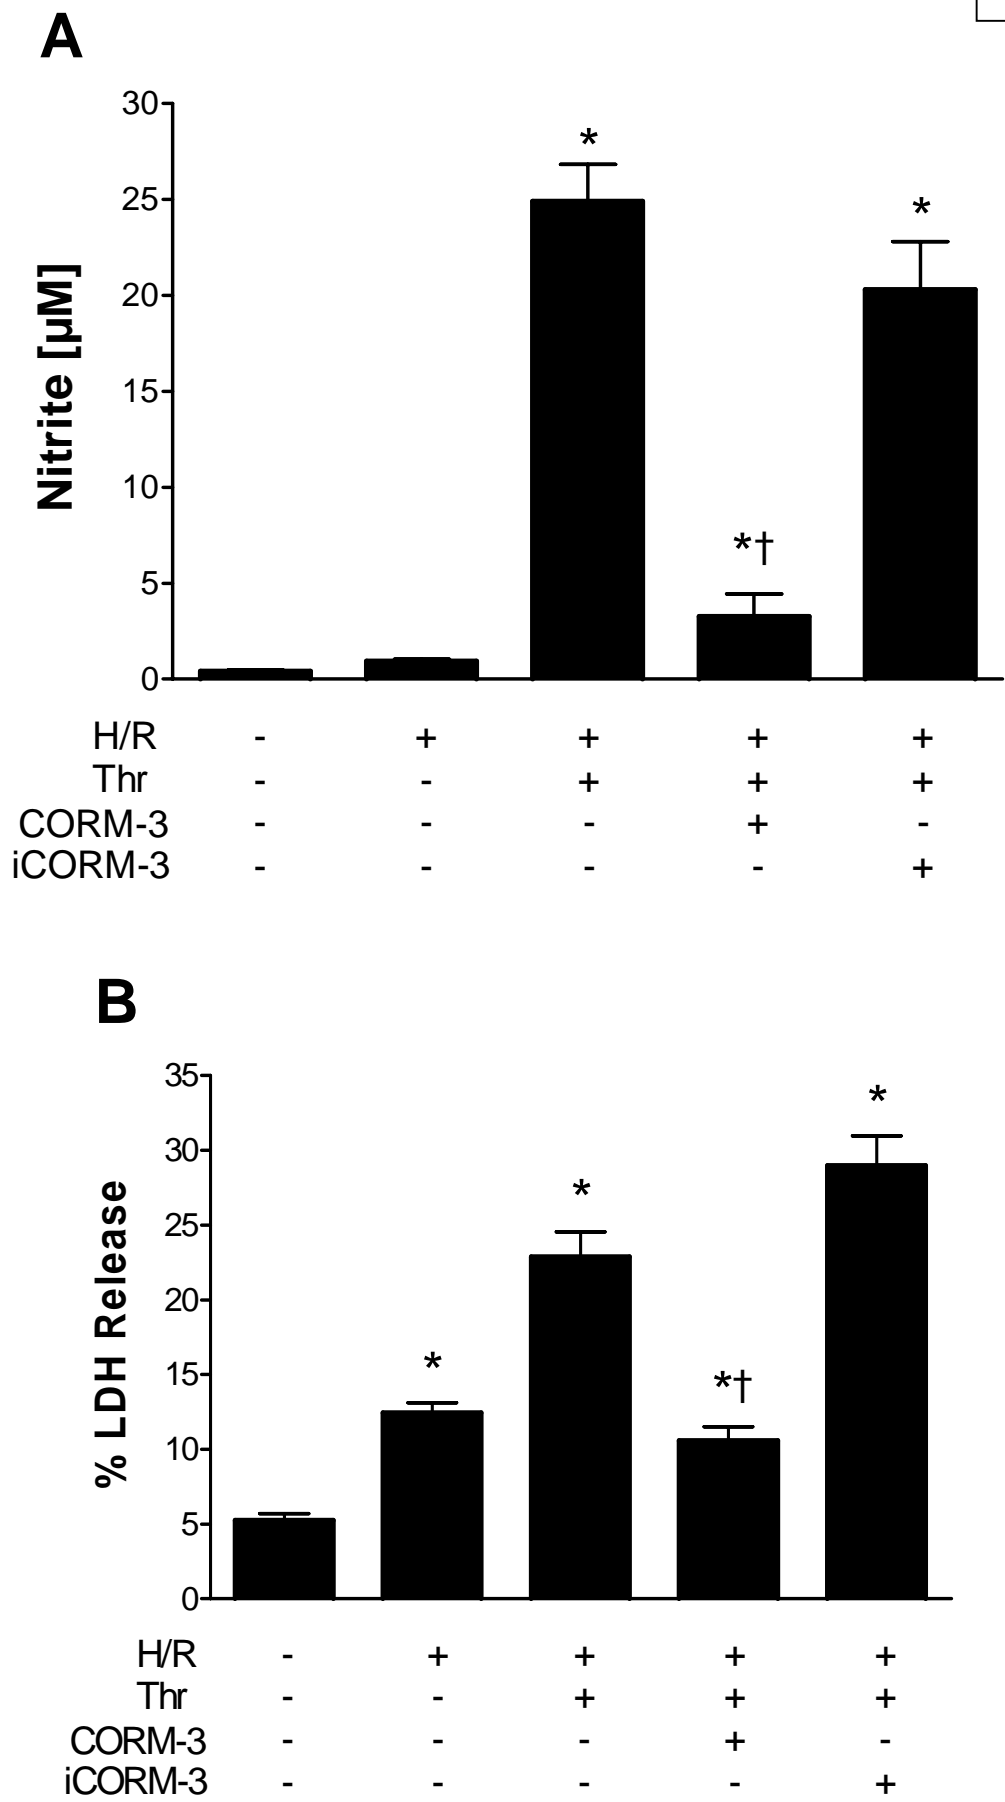 A
30
*
25
*
20
Nitrite [µM]
15
10
*†
5
0
H/R - + + + +
Thr - - + + +
CORM-3 - - - + -
iCORM-3 - - - - +
B
35
*
30
*
25
% LDH Release
20
*
15
*†
10
5
0
H/R - + + + +
Thr - - + + +
CORM-3 - - - + -
iCORM-3 - - - - +